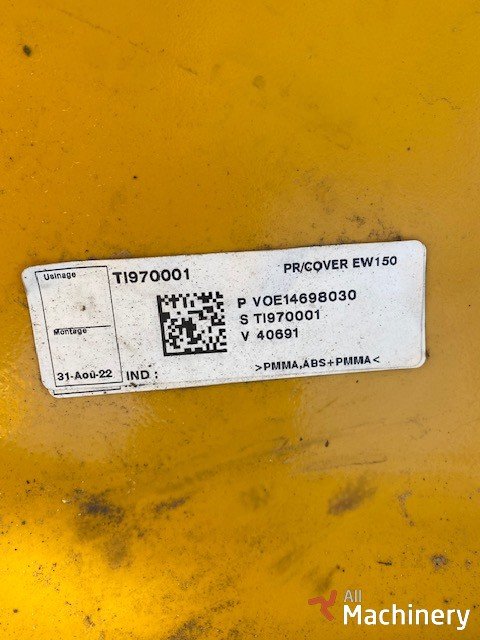 Usinage
TI970001
PR/COVER EW150
P VOE14698030
S TI970001
Montage
V 40691
31-Aoû-22
IND :
>PMMA,ABS+PMMA<
All
Machinery